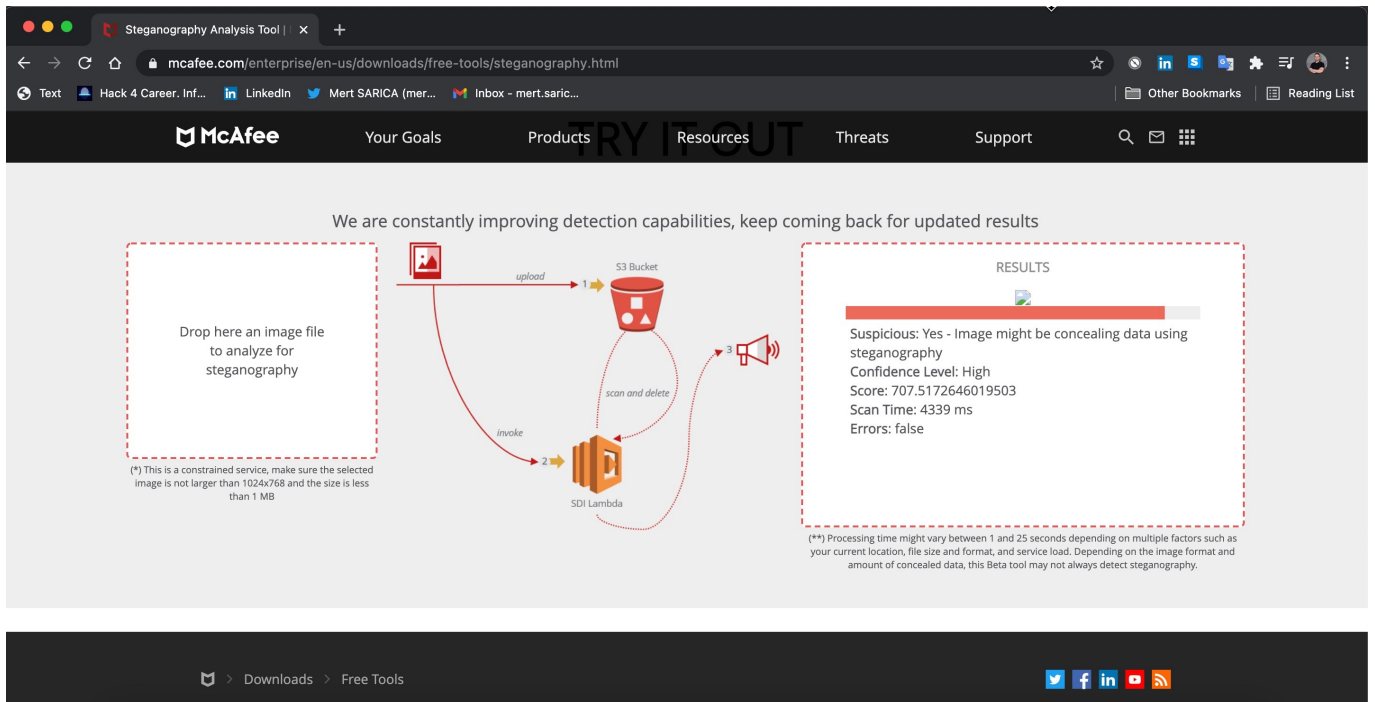 Steganography Analysis Tool |
mcafee.com/enterprise/en-us/downloads/free-tools/steganography.html
Text Hack 4 Career. Inf... LinkedIn Mert SARICA (mer... Inbox – mert.saric... Other Bookmarks Reading List
TRY IT OUT
McAfee Your Goals Products Resources Threats Support
We are constantly improving detection capabilities, keep coming back for updated results
Drop here an image file
to analyze for
steganography
(*) This is a constrained service, make sure the selected
image is not larger than 1024x768 and the size is less
than 1 MB
upload
1
S3 Bucket
scan and delete
invoke
2
SDI Lambda
3
RESULTS
Suspicious: Yes - Image might be concealing data using
steganography
Confidence Level: High
Score: 707.5172646019503
Scan Time: 4339 ms
Errors: false
(**) Processing time might vary between 1 and 25 seconds depending on multiple factors such as
your current location, file size and format, and service load. Depending on the image format and
amount of concealed data, this Beta tool may not always detect steganography.
> Downloads > Free Tools